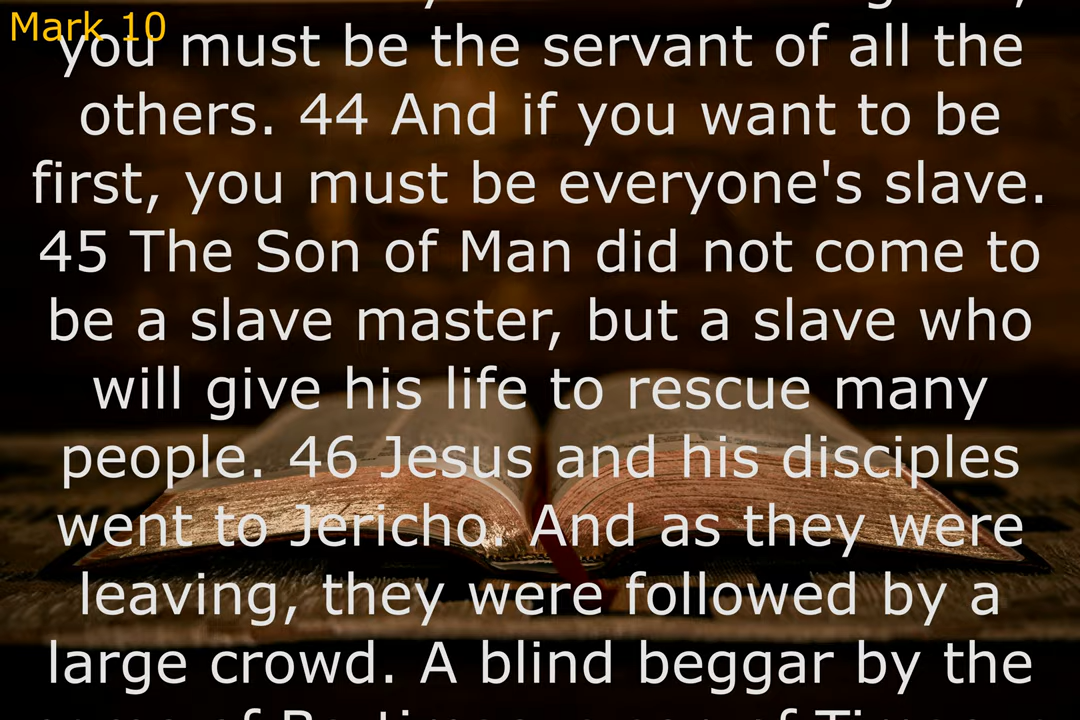 Mark 10
you must be the servant of all the
others. 44 And if you want to be
first, you must be everyone's slave.
45 The Son of Man did not come to
be a slave master, but a slave who
will give his life to rescue many
people. 46 Jesus and his disciples
went to Jericho. And as they were
leaving, they were followed by a
large crowd. A blind beggar by the